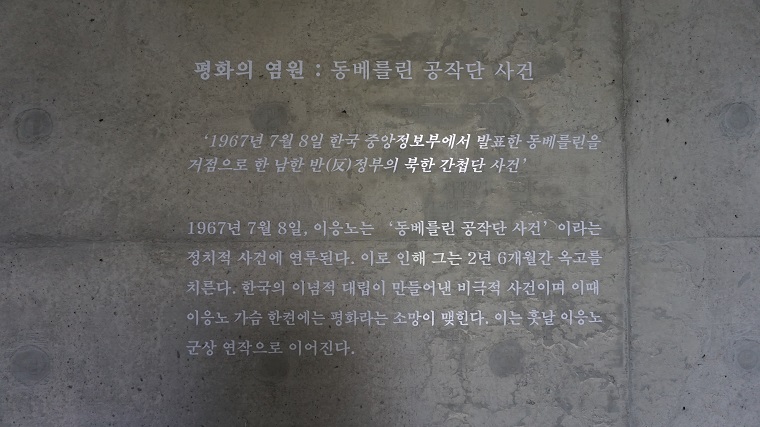 평화의 염원 : 동베를린 공작단 사건
‘1967년 7월 8일 한국 중앙정보부에서 발표한 동베를린을
거점으로 한 남한 반(反)정부의 북한 간첩단 사건’
1967년 7월 8일, 이응노는 ‘동베를린 공작단 사건’ 이라는
정치적 사건에 연루된다. 이로 인해 그는 2년 6개월간 옥고를
치른다. 한국의 이념적 대립이 만들어낸 비극적 사건이며 이때
이응노 가슴 한켠에는 평화라는 소망이 맺힌다. 이는 훗날 이응노
군상 연작으로 이어진다.